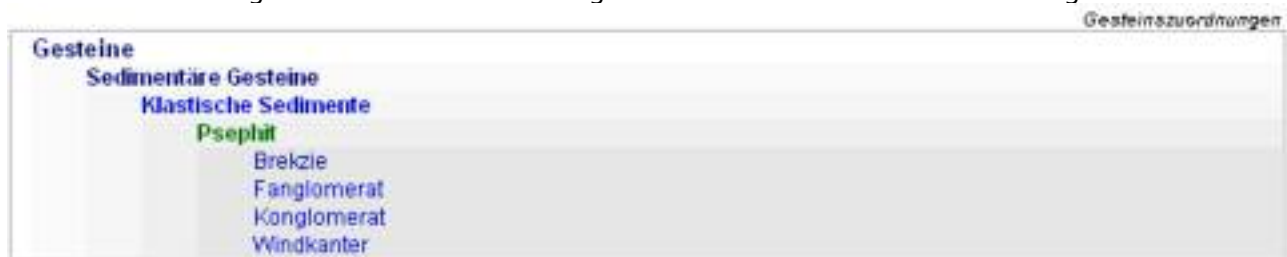 Gesteinszuordnungen
Gesteine
Sedimentäre Gesteine
Klastische Sedimente
Psephit
Brekzie
Fanglomerat
Konglomerat
Windkanter